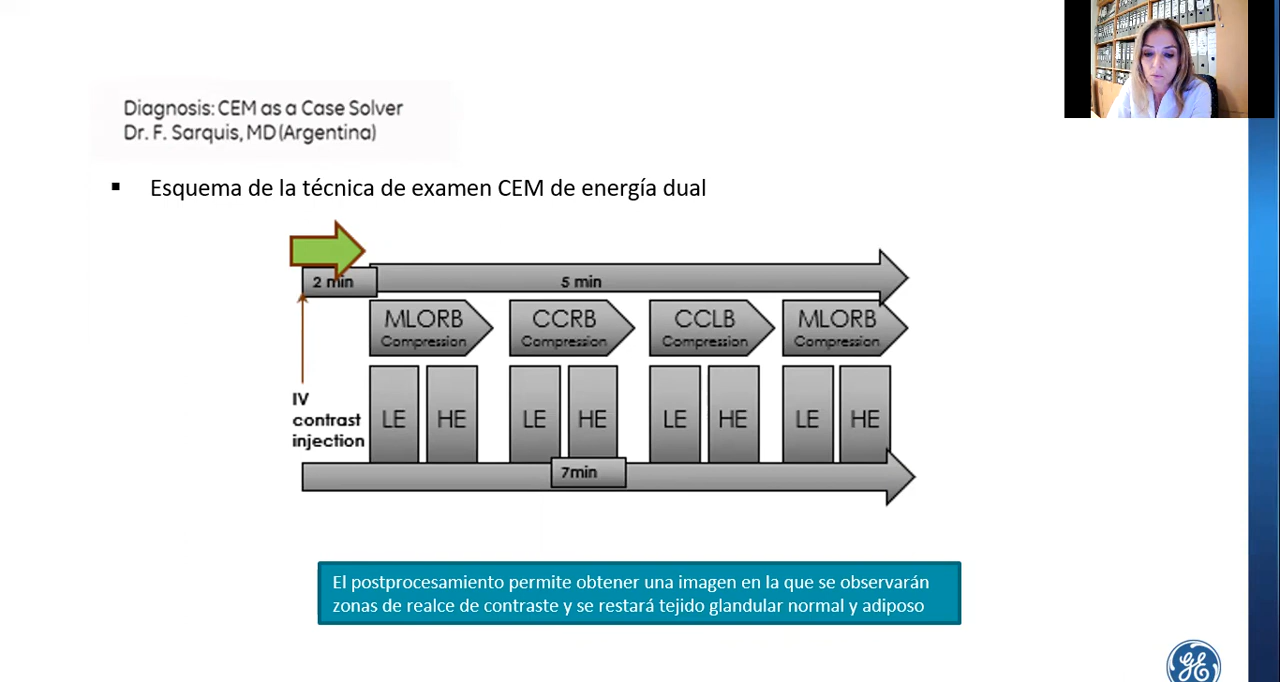 Diagnosis: CEM as a Case Solver
Dr. F. Sarquis, MD (Argentina)
▪ Esquema de la técnica de examen CEM de energía dual
2 min
5 min
MLORB
Compression
CCRB
Compression
CCLB
Compression
MLORB
Compression
IV
contrast
injection
LE
HE
LE
HE
LE
HE
LE
HE
7min
El postprocesamiento permite obtener una imagen en la que se observarán
zonas de realce de contraste y se restará tejido glandular normal y adiposo
GE